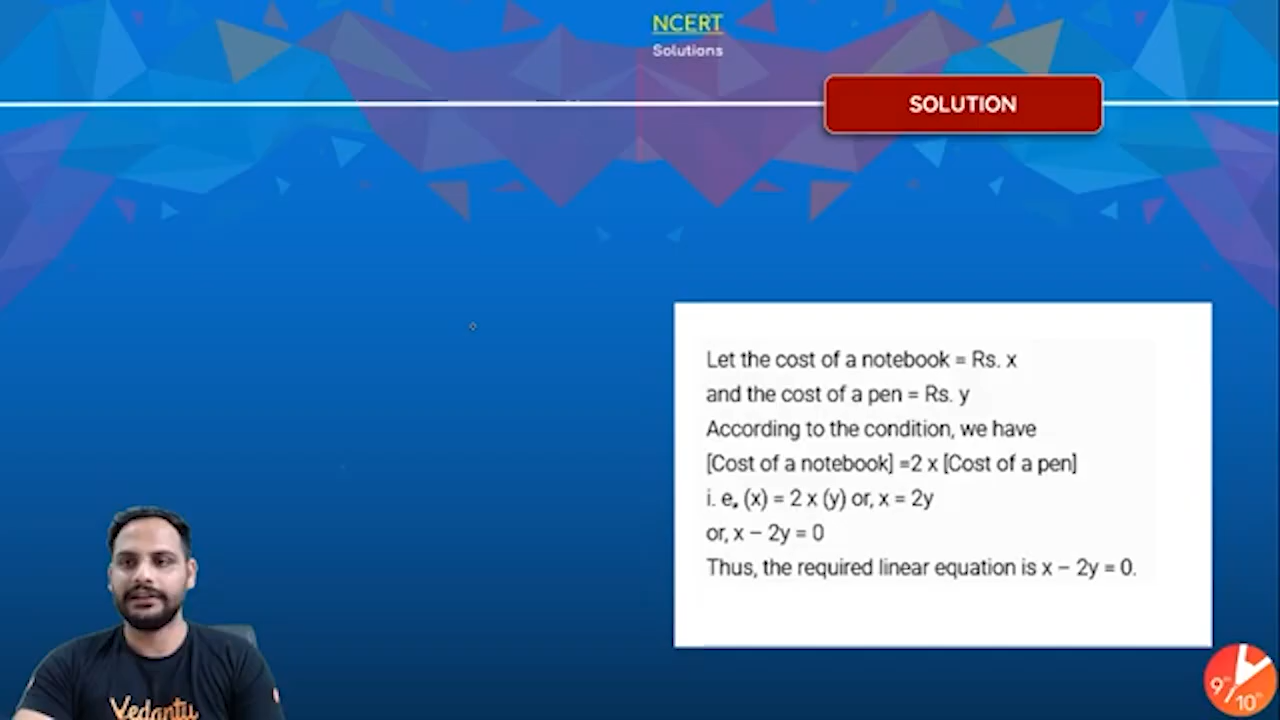 NCERT
Solutions
SOLUTION
Let the cost of a notebook = Rs. x
and the cost of a pen = Rs. y
According to the condition, we have
[Cost of a notebook] =2 x [Cost of a pen]
i. e, (x) = 2 x (y) or, x = 2y
or, x – 2y = 0
Thus, the required linear equation is x – 2y = 0.
Vedantu
9th/10th